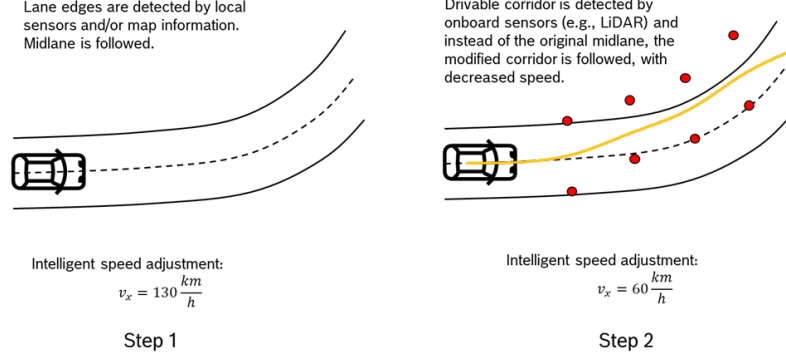 Lane edges are detected by local
sensors and/or map information.
Midlane is followed.
Intelligent speed adjustment:
v_x = 130 km/h
Step 1
Drivable corridor is detected by
onboard sensors (e.g., LiDAR) and
instead of the original midlane, the
modified corridor is followed, with
decreased speed.
Intelligent speed adjustment:
v_x = 60 km/h
Step 2